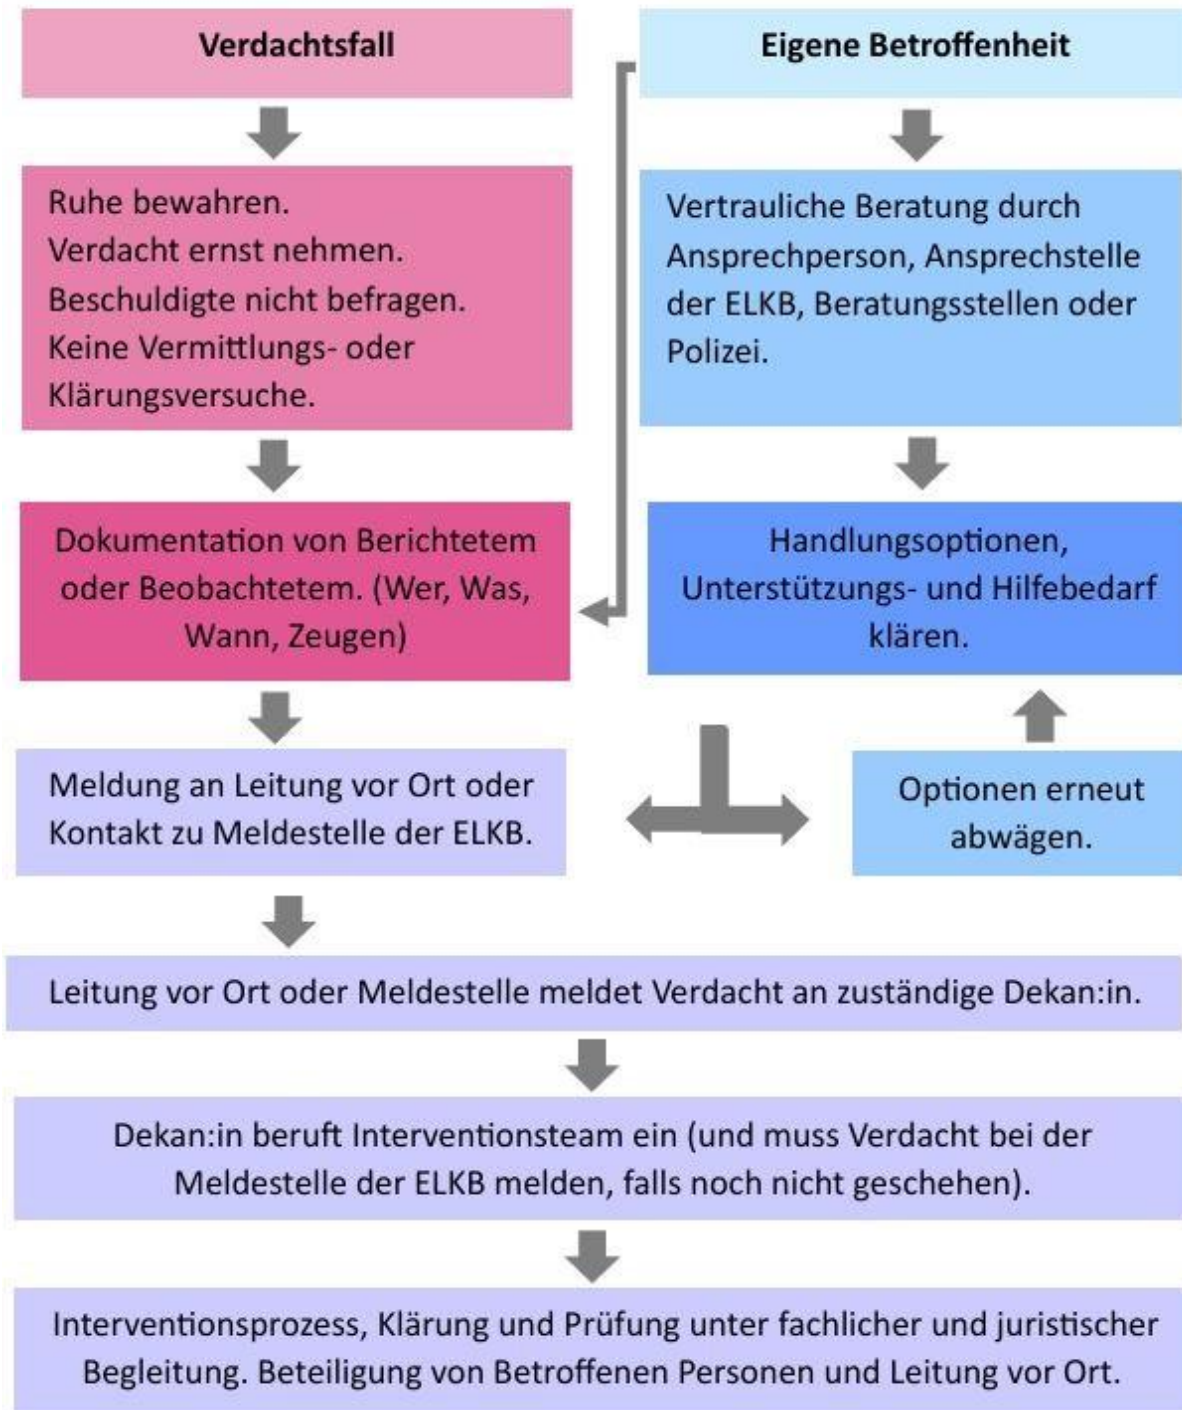 Verdachtsfall
Eigene Betroffenheit
Ruhe bewahren.
Verdacht ernst nehmen.
Beschuldigte nicht befragen.
Keine Vermittlungs- oder
Klärungsversuche.
Vertrauliche Beratung durch
Ansprechperson, Ansprechstelle
der ELKB, Beratungsstellen oder
Polizei.
Dokumentation von Berichtetem
oder Beobachtetem. (Wer, Was,
Wann, Zeugen)
Handlungsoptionen,
Unterstützungs- und Hilfebedarf
klären.
Meldung an Leitung vor Ort oder
Kontakt zu Meldestelle der ELKB.
Optionen erneut
abwägen.
Leitung vor Ort oder Meldestelle meldet Verdacht an zuständige Dekan:in.
Dekan:in beruft Interventionsteam ein (und muss Verdacht bei der
Meldestelle der ELKB melden, falls noch nicht geschehen).
Interventionsprozess, Klärung und Prüfung unter fachlicher und juristischer
Begleitung. Beteiligung von Betroffenen Personen und Leitung vor Ort.